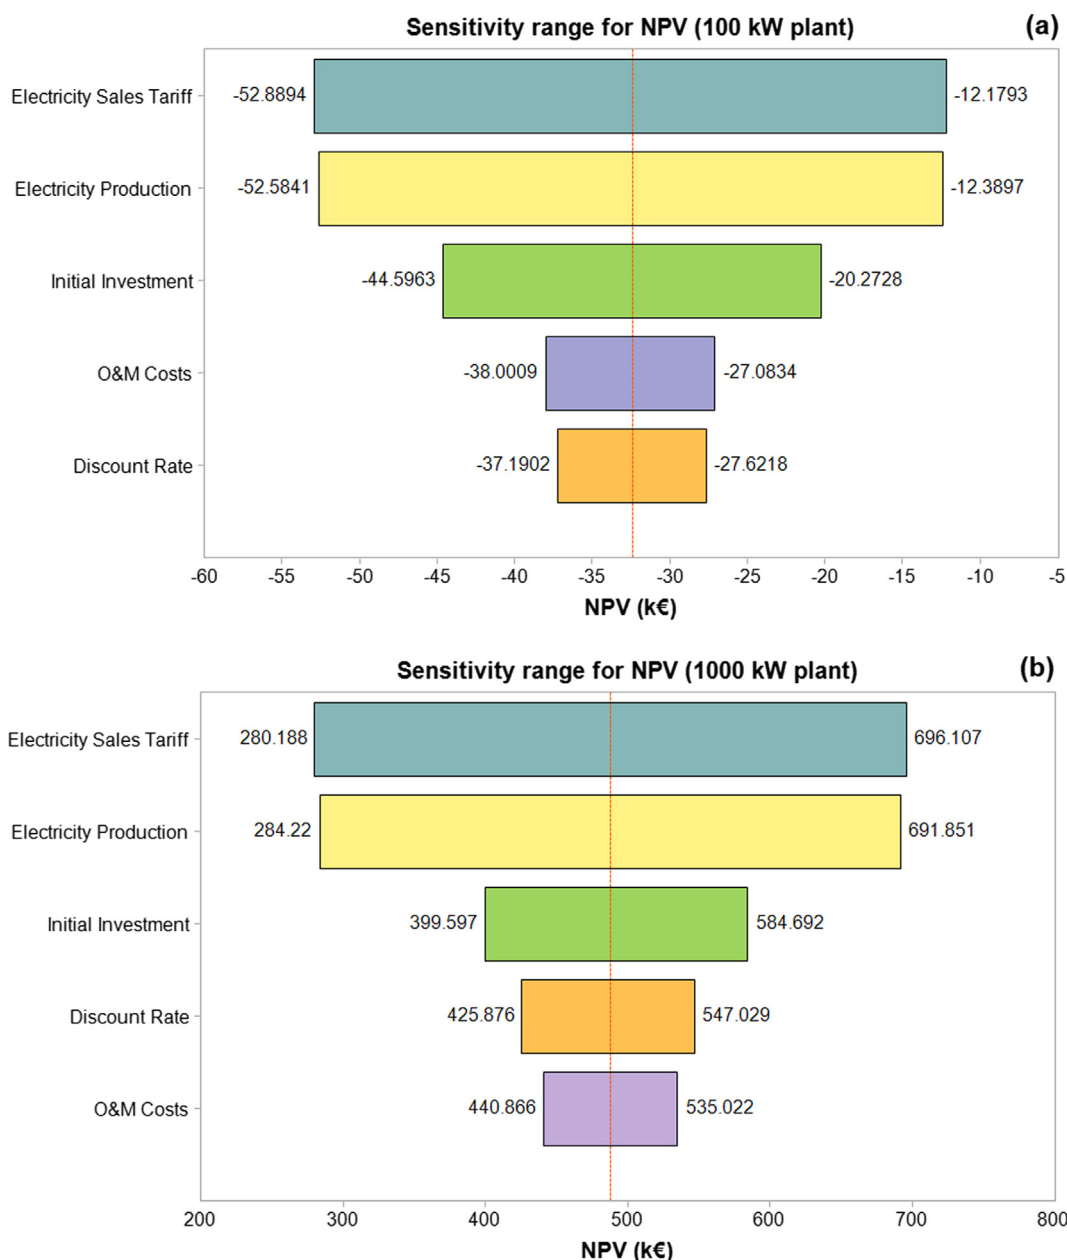 Sensitivity range for NPV (100 kW plant)
(a)
Electricity Sales Tariff
-52.8894
-12.1793
Electricity Production
-52.5841
-12.3897
Initial Investment
-44.5963
-20.2728
O&M Costs
-38.0009
-27.0834
Discount Rate
-37.1902
-27.6218
-60 -55 -50 -45 -40 -35 -30 -25 -20 -15 -10 -5
NPV (k€)
Sensitivity range for NPV (1000 kW plant)
(b)
Electricity Sales Tariff
280.188
696.107
Electricity Production
284.22
691.851
Initial Investment
399.597
584.692
Discount Rate
425.876
547.029
O&M Costs
440.866
535.022
200 300 400 500 600 700 800
NPV (k€)